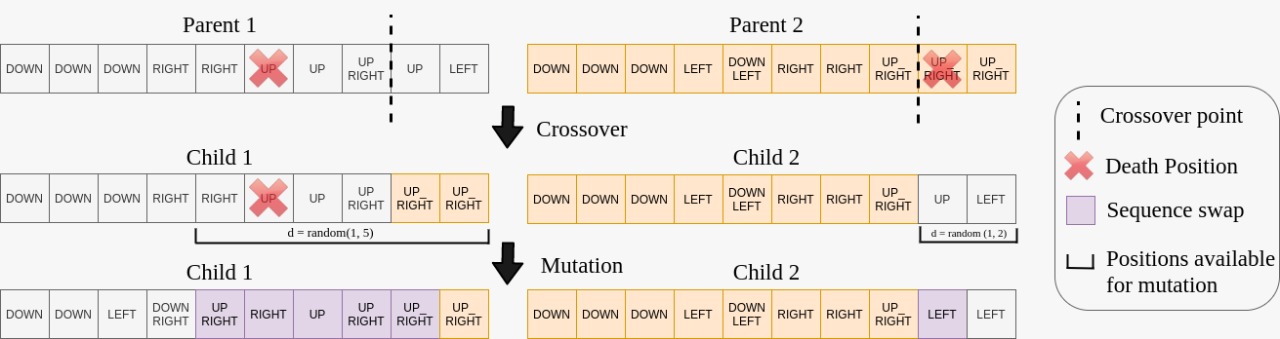 Parent 1
Parent 2
DOWN DOWN DOWN RIGHT RIGHT UP UP UP RIGHT UP LEFT
DOWN DOWN DOWN LEFT DOWN LEFT RIGHT RIGHT UP_ RIGHT UP_ RIGHT UP_ RIGHT
Crossover
Child 1
Child 2
DOWN DOWN DOWN RIGHT RIGHT UP UP UP RIGHT UP_ RIGHT UP_ RIGHT
DOWN DOWN DOWN LEFT DOWN LEFT RIGHT RIGHT UP_ RIGHT UP LEFT
d = random(1, 5)
d = random (1, 2)
Mutation
Child 1
Child 2
DOWN DOWN LEFT DOWN RIGHT UP RIGHT RIGHT UP UP RIGHT UP_ RIGHT UP_ RIGHT
DOWN DOWN DOWN LEFT DOWN LEFT RIGHT RIGHT UP_ RIGHT LEFT LEFT
Crossover point
Death Position
Sequence swap
Positions available
for mutation